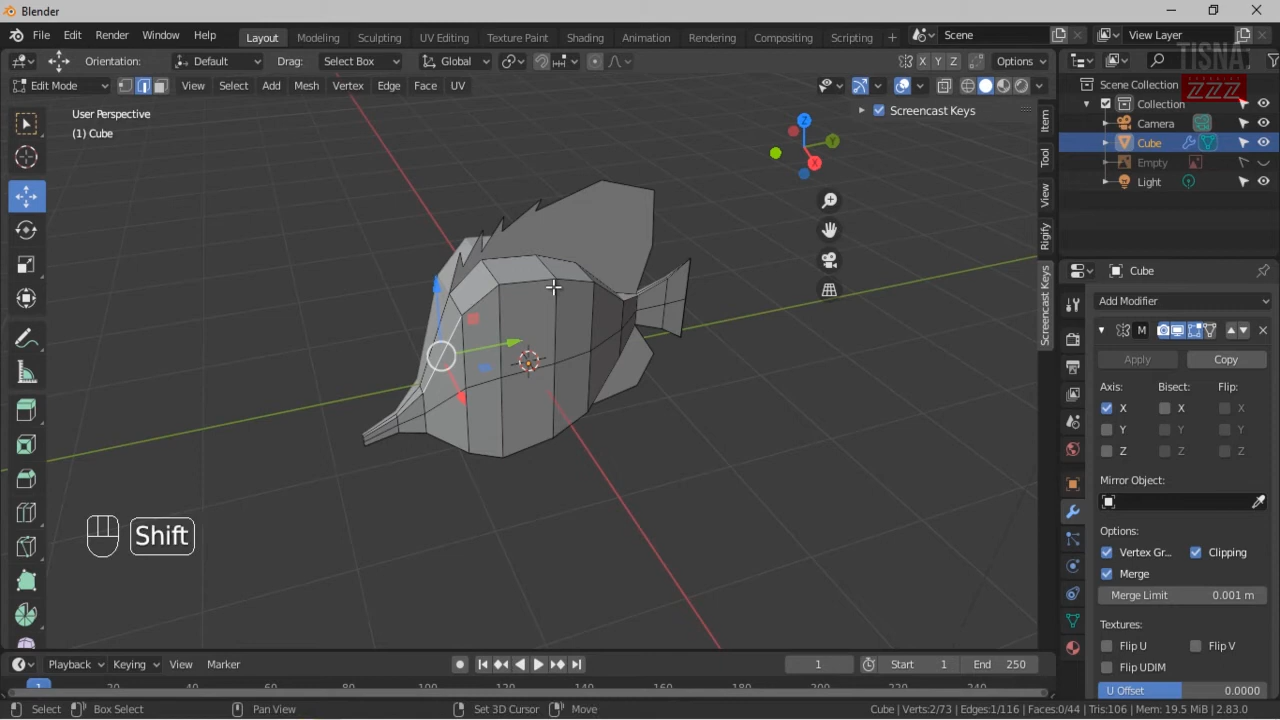 Blender
File Edit Render Window Help Layout Modeling Sculpting UV Editing Texture Paint Shading Animation Rendering Compositing Scripting + Scene View Layer
Orientation: Default Drag: Select Box Global X Y Z Options
TISNA
ZZZ
Edit Mode View Select Add Mesh Vertex Edge Face UV
Scene Collection
User Perspective
(1) Cube
Screencast Keys
Collection
Camera
Cube
Empty
Light
Z
Y
X
Item
Tool
View
Rigify
Screencast Keys
Cube
Add Modifier
M
Apply Copy
Axis: Bisect: Flip:
X X X
Y Y Y
Z Z Z
Mirror Object:
Options:
Vertex Gr... Clipping
Merge
Merge Limit 0.001 m
Textures:
Flip U Flip V
Flip UDIM
U Offset 0.0000
Shift
Playback Keying View Marker 1 Start 1 End 250
1 20 40 60 80 100 120 140 160 180 200 220 240
Select Box Select Pan View Set 3D Cursor Move Cube | Verts:2/73 | Edges:1/116 | Faces:0/44 | Tris:106 | Mem: 19.5 MiB | 2.83.0